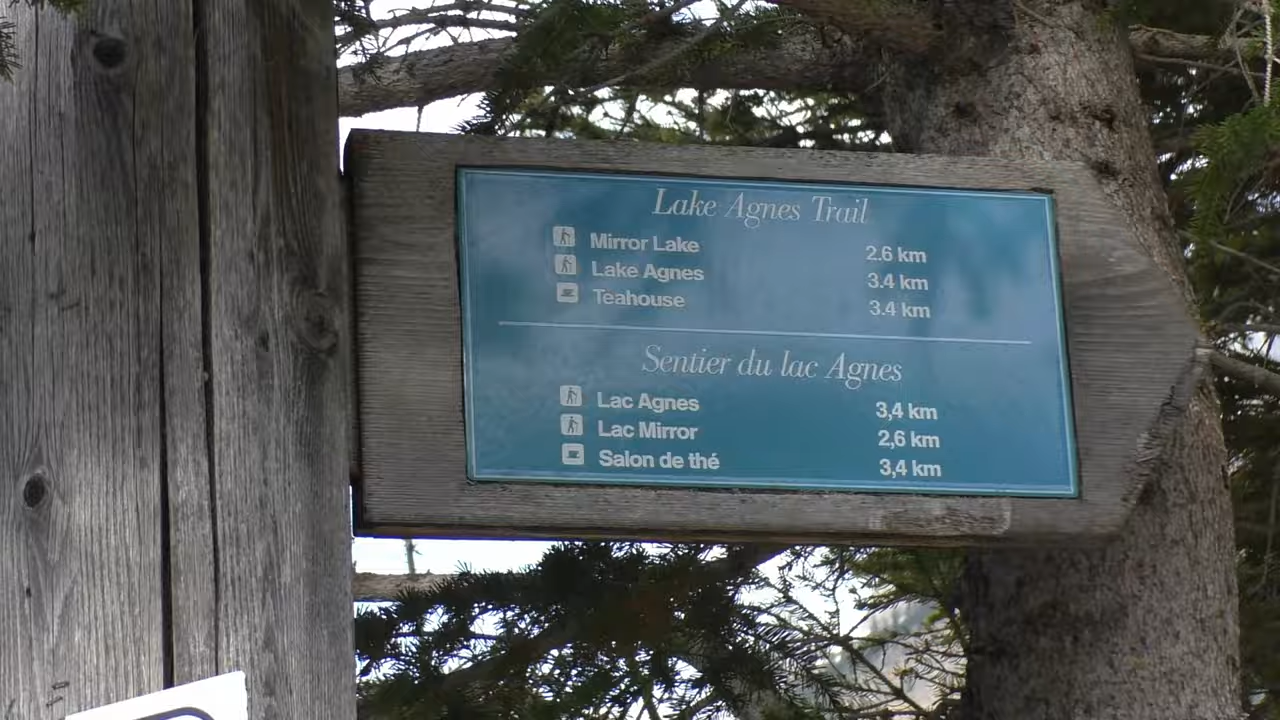 Lake Agnes Trail
Mirror Lake 2.6 km
Lake Agnes 3.4 km
Teahouse 3.4 km
Sentier du lac Agnes
Lac Agnes 3,4 km
Lac Mirror 2,6 km
Salon de thé 3,4 km